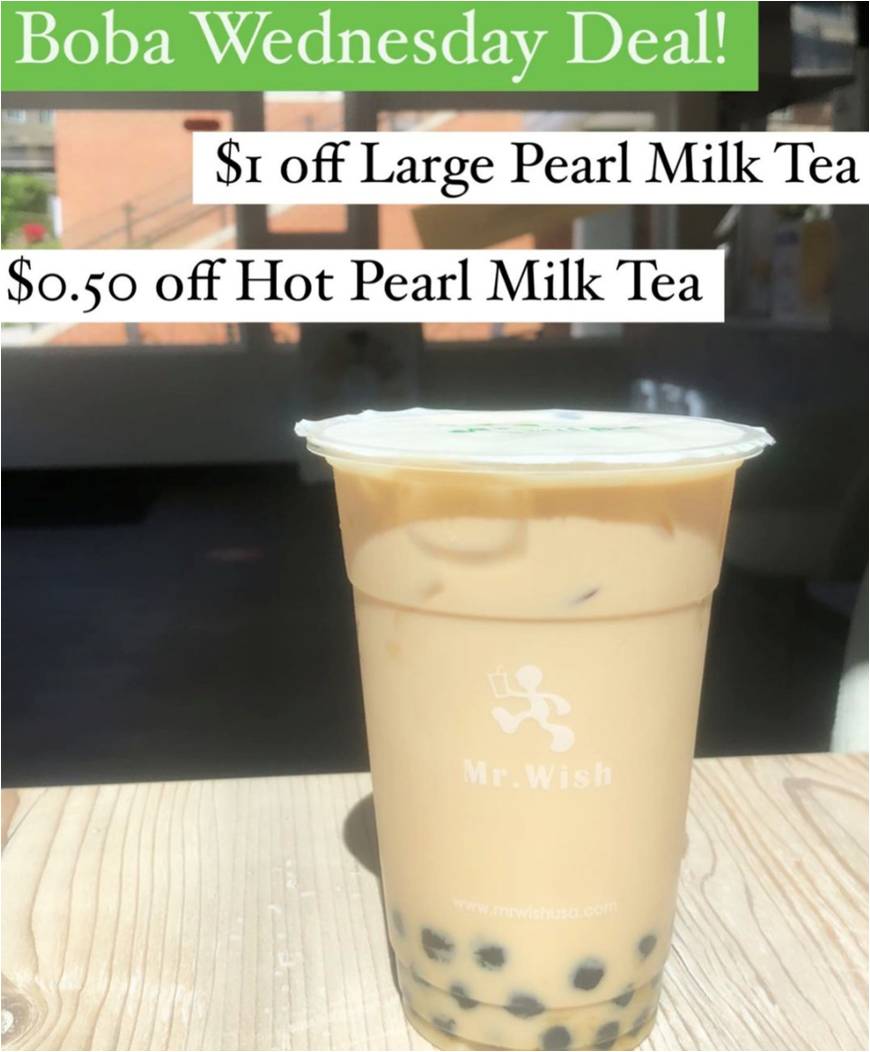 Boba Wednesday Deal!
$1 off Large Pearl Milk Tea
$0.50 off Hot Pearl Milk Tea
Mr.Wish
www.mrwishusa.com